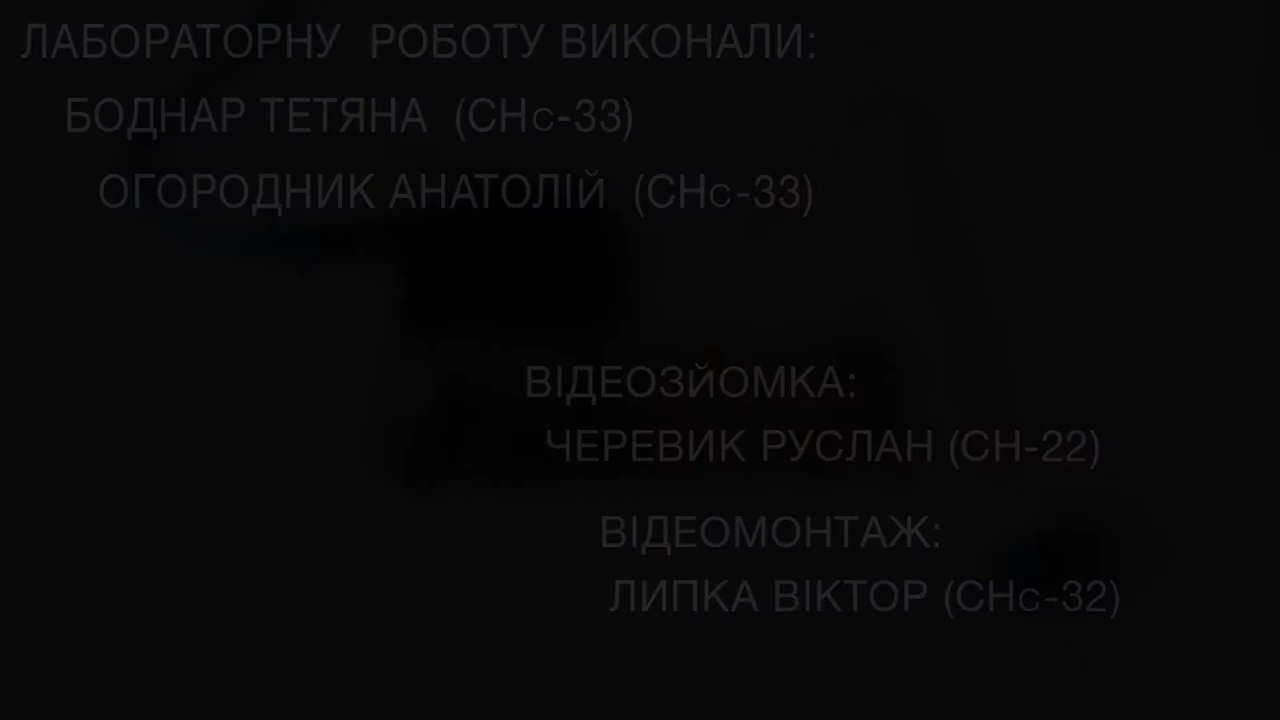 ЛАБОРАТОРНУ РОБОТУ ВИКОНАЛИ:
БОДНАР ТЕТЯНА (СНс-33)
ОГОРОДНИК АНАТОЛІЙ (СНс-33)
ВІДЕОЗЙОМКА:
ЧЕРЕВИК РУСЛАН (СН-22)
ВІДЕОМОНТАЖ:
ЛИПКА ВІКТОР (СНс-32)